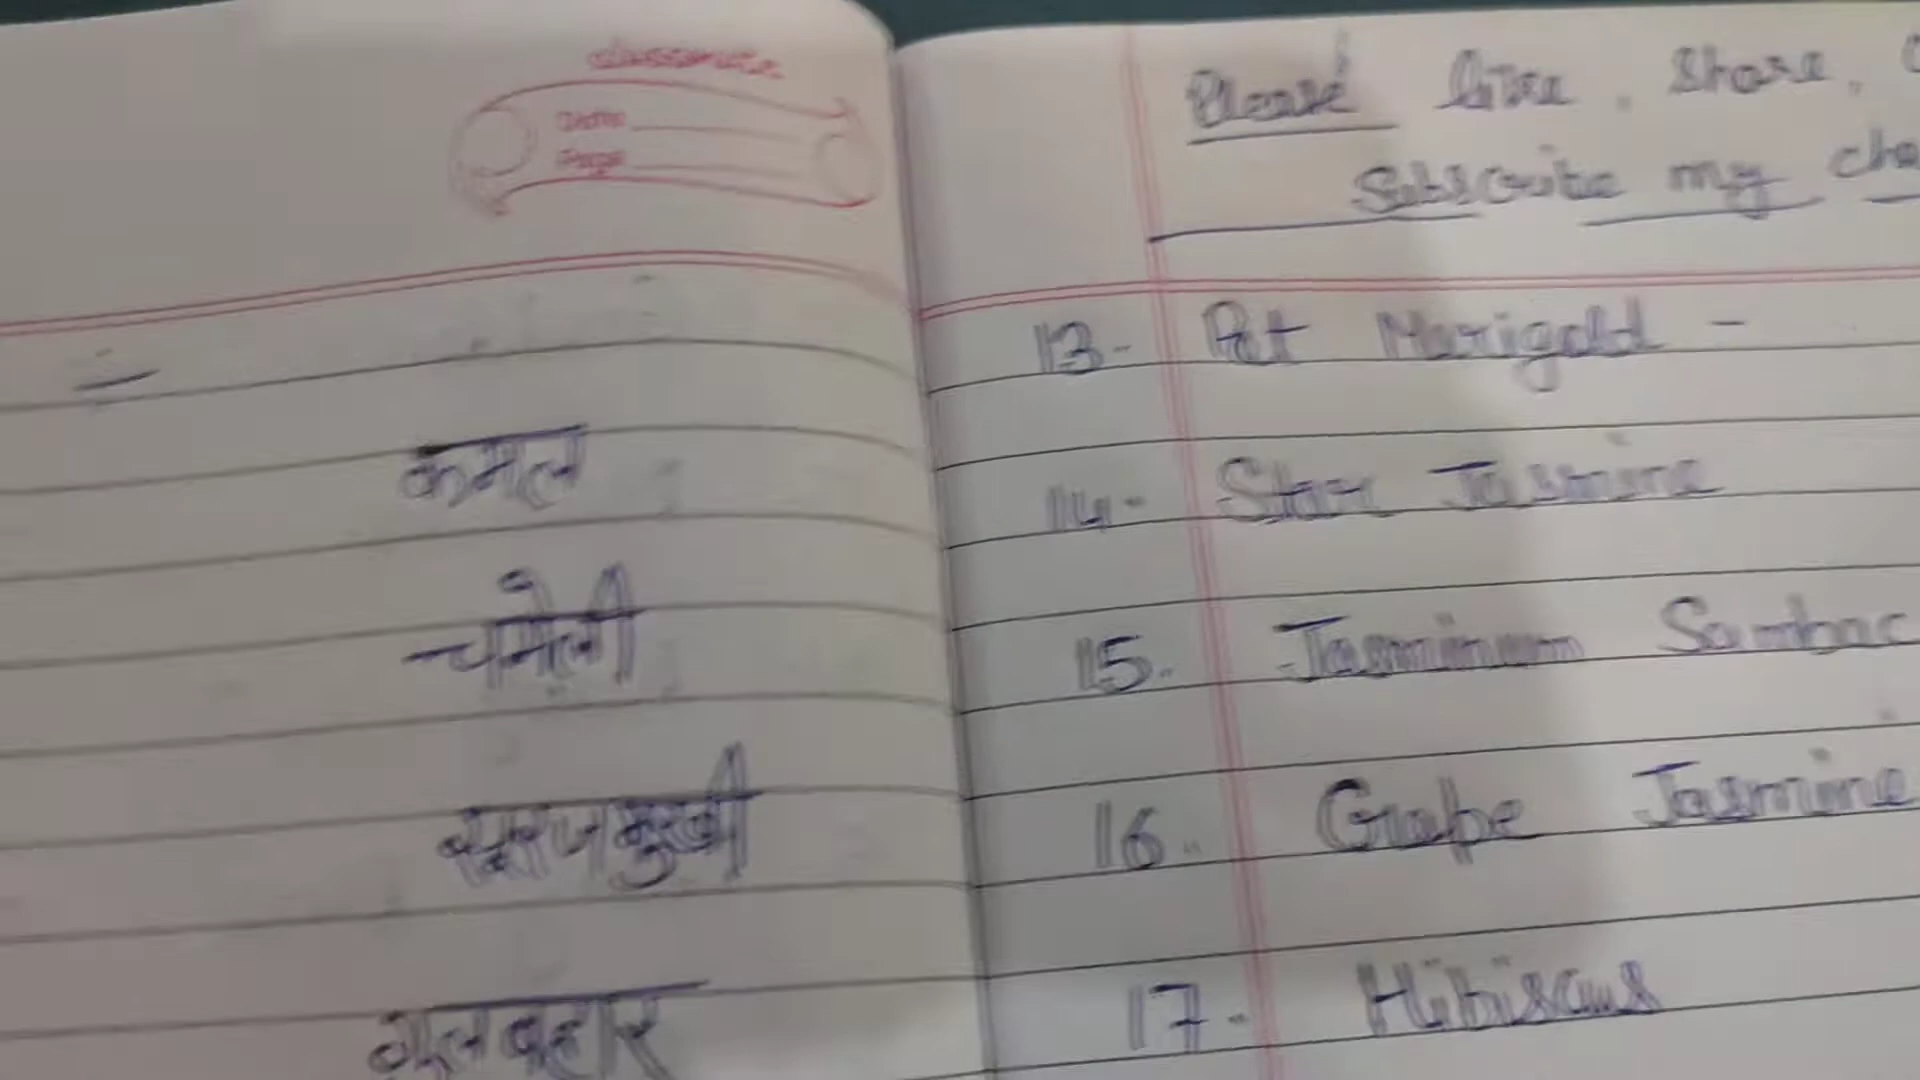 classmate
Date
Page
कमल
चमेली
सूरजमुखी
गुलबहार
Please like, Share,
Subscribe my
13- Pot Marigold -
14- Star Jasmine
15. Jasminum Sambac
16. Grape Jasmine
17- Hibiscus